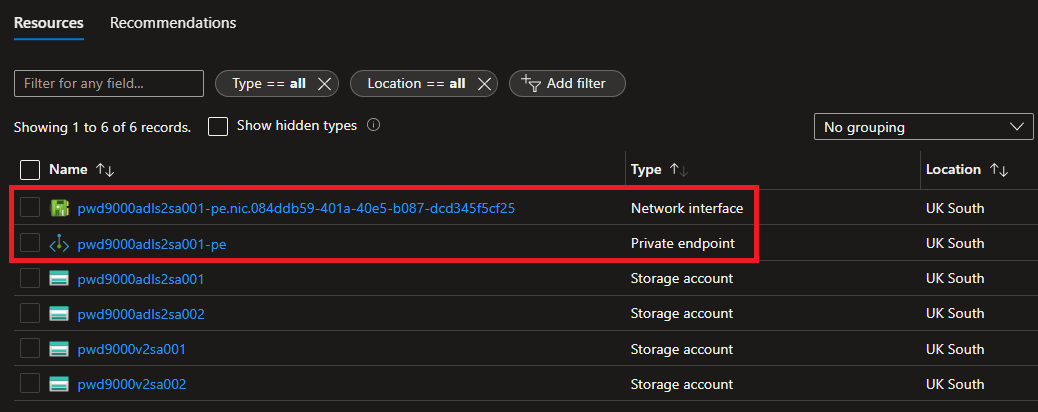 Resources Recommendations
Filter for any field... Type == all Location == all Add filter
Showing 1 to 6 of 6 records. Show hidden types No grouping
Name Type Location
pwd9000adls2sa001-pe.nic.084ddb59-401a-40e5-b087-dcd345f5cf25 Network interface UK South
pwd9000adls2sa001-pe Private endpoint UK South
pwd9000adls2sa001 Storage account UK South
pwd9000adls2sa002 Storage account UK South
pwd9000v2sa001 Storage account UK South
pwd9000v2sa002 Storage account UK South